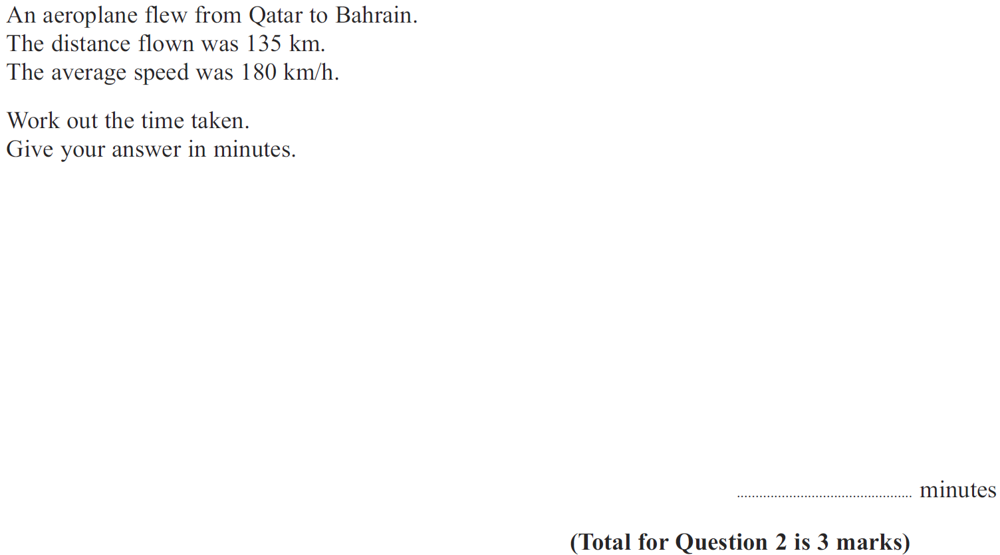 An aeroplane flew from Qatar to Bahrain.
The distance flown was 135 km.
The average speed was 180 km/h.
Work out the time taken.
Give your answer in minutes.
............................................... minutes
(Total for Question 2 is 3 marks)